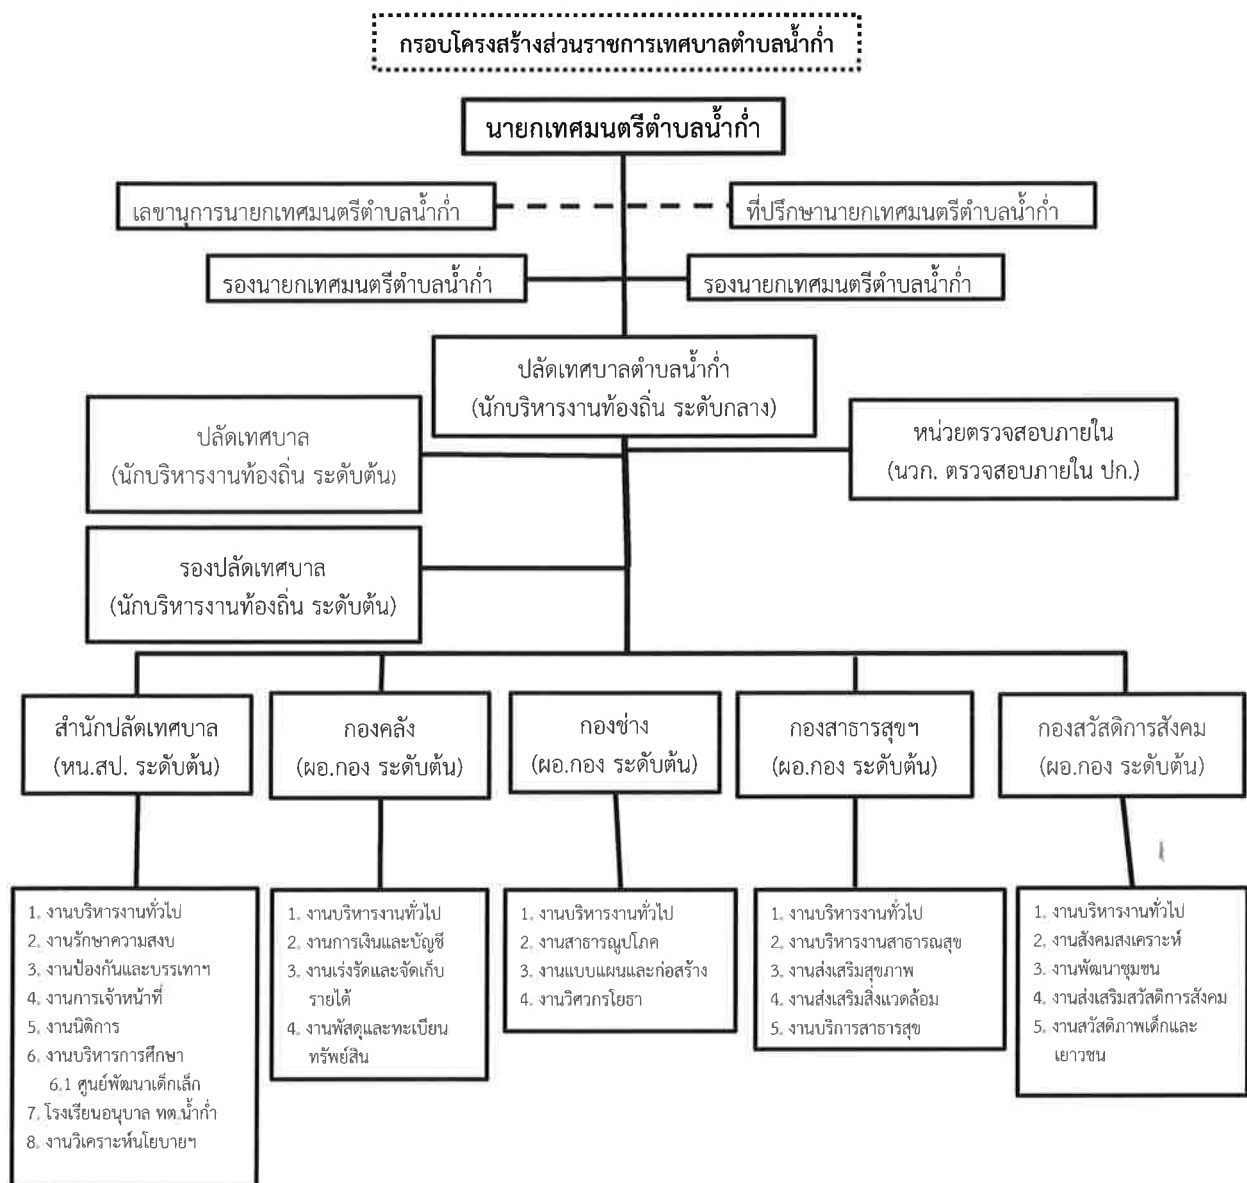 กรอบโครงสร้างส่วนราชการเทศบาลตำบลน้ำก่ำ
นายกเทศมนตรีตำบลน้ำก่ำ
เลขานุการนายกเทศมนตรีตำบลน้ำก่ำ
ที่ปรึกษานายกเทศมนตรีตำบลน้ำก่ำ
รองนายกเทศมนตรีตำบลน้ำก่ำ
รองนายกเทศมนตรีตำบลน้ำก่ำ
ปลัดเทศบาลตำบลน้ำก่ำ
(นักบริหารงานท้องถิ่น ระดับกลาง)
ปลัดเทศบาล
(นักบริหารงานท้องถิ่น ระดับต้น)
หน่วยตรวจสอบภายใน
(นวก. ตรวจสอบภายใน ปก.)
รองปลัดเทศบาล
(นักบริหารงานท้องถิ่น ระดับต้น)
สำนักปลัดเทศบาล
(หน.สป. ระดับต้น)
กองคลัง
(ผอ.กอง ระดับต้น)
กองช่าง
(ผอ.กอง ระดับต้น)
กองสาธารสุขฯ
(ผอ.กอง ระดับต้น)
กองสวัสดิการสังคม
(ผอ.กอง ระดับต้น)
1. งานบริหารงานทั่วไป
2. งานรักษาความสงบ
3. งานป้องกันและบรรเทาฯ
4. งานการเจ้าหน้าที่
5. งานนิติการ
6. งานบริหารการศึกษา
6.1 ศูนย์พัฒนาเด็กเล็ก
7. โรงเรียนอนุบาล ทต.น้ำก่ำ
8. งานวิเคราะห์นโยบายฯ
1. งานบริหารงานทั่วไป
2. งานการเงินและบัญชี
3. งานเร่งรัดและจัดเก็บ
รายได้
4. งานพัสดุและทะเบียน
ทรัพย์สิน
1. งานบริหารงานทั่วไป
2. งานสาธารณูปโภค
3. งานแบบแผนและก่อสร้าง
4. งานวิศวกรโยธา
1. งานบริหารงานทั่วไป
2. งานบริหารงานสาธารณสุข
3. งานส่งเสริมสุขภาพ
4. งานส่งเสริมสิ่งแวดล้อม
5. งานบริการสาธารสุข
1. งานบริหารงานทั่วไป
2. งานสังคมสงเคราะห์
3. งานพัฒนาชุมชน
4. งานส่งเสริมสวัสดิการสังคม
5. งานสวัสดิภาพเด็กและ
เยาวชน